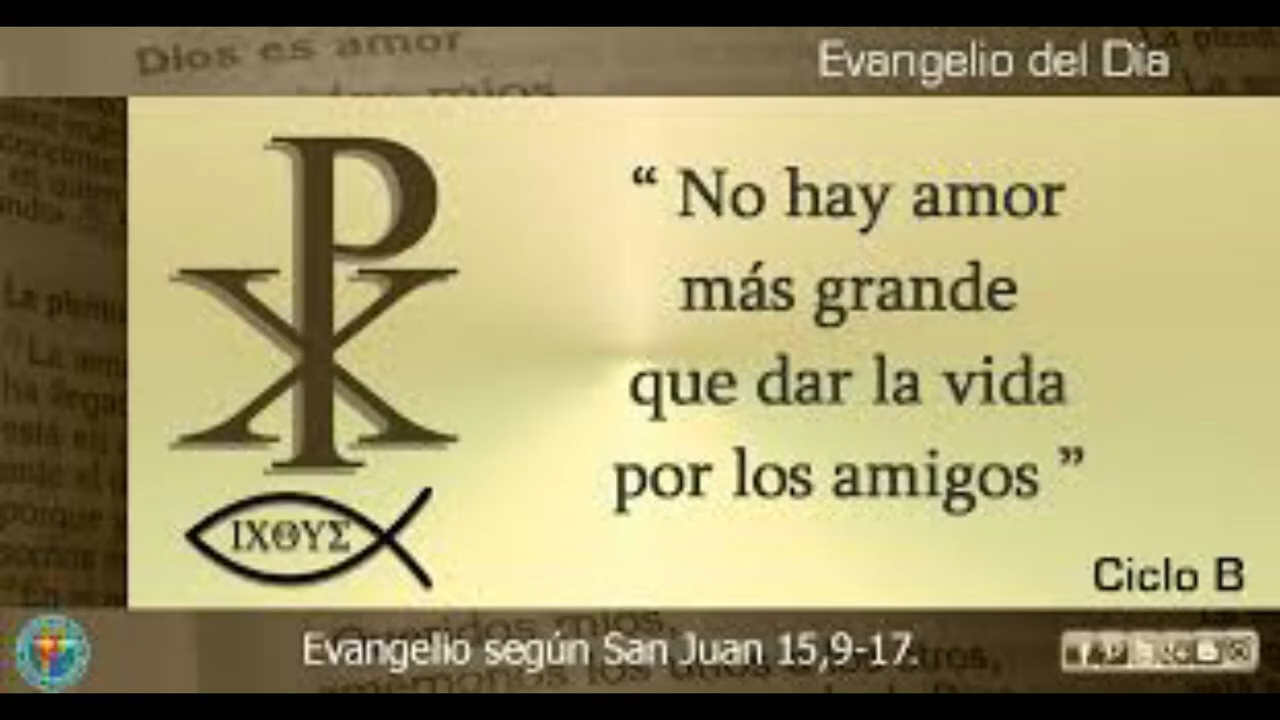 Dios es amor
Evangelio del Día
“ No hay amor
más grande
que dar la vida
por los amigos ”
ΙΧΘΥΣ
Ciclo B
Evangelio según San Juan 15,9-17.